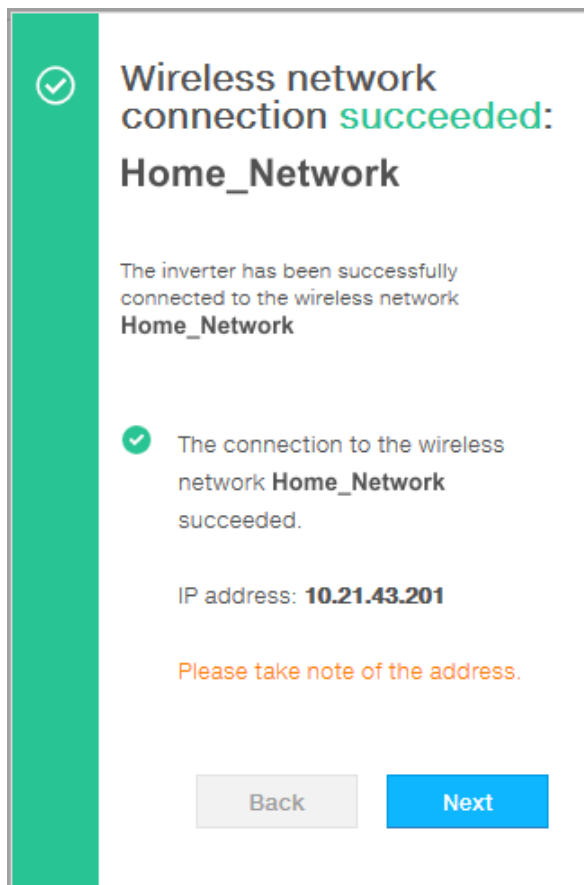 Wireless network
connection succeeded:
Home_Network
The inverter has been successfully
connected to the wireless network
Home_Network
The connection to the wireless
network Home_Network
succeeded.
IP address: 10.21.43.201
Please take note of the address.
Back Next